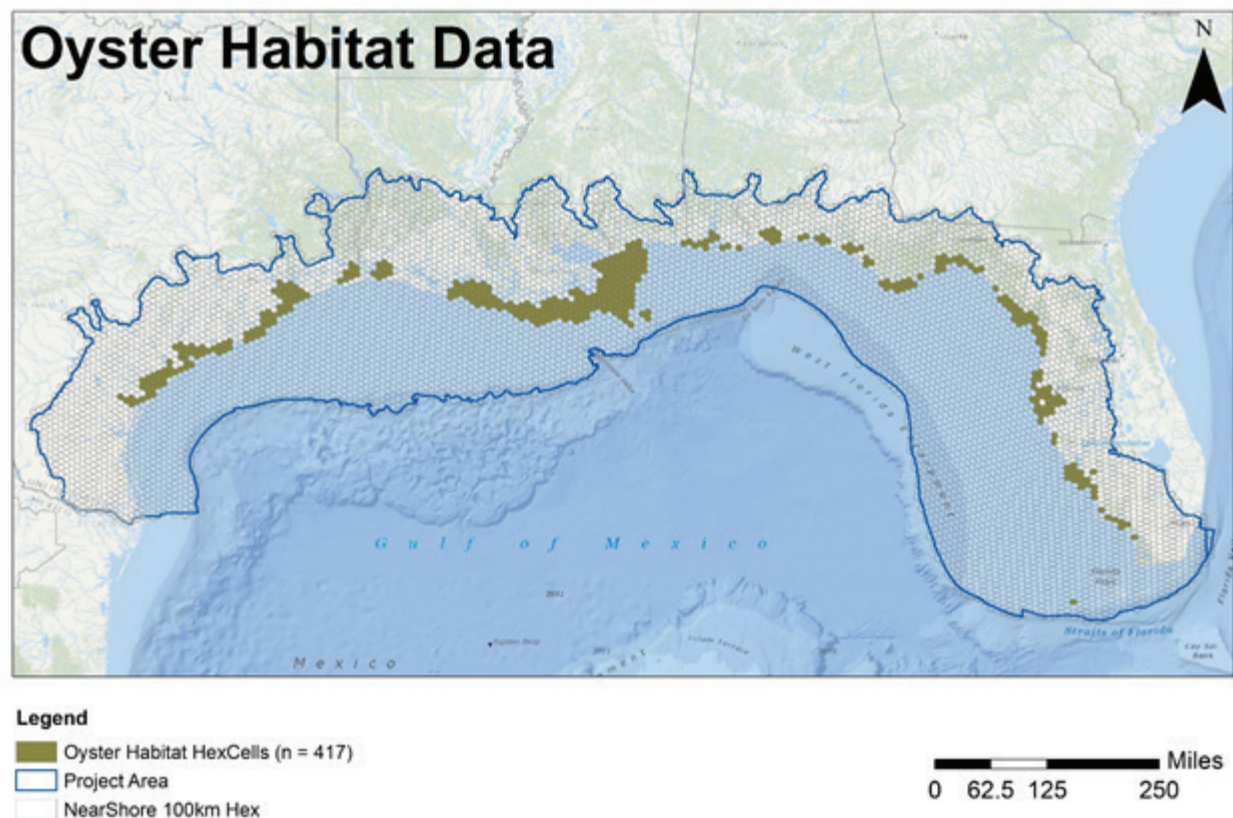 Oyster Habitat Data
N
West Florida Escarpment
Gulf of Mexico
Mexico
Straits of Florida
Legend
Oyster Habitat HexCells (n = 417)
Project Area
NearShore 100km Hex
Miles
0 62.5 125 250